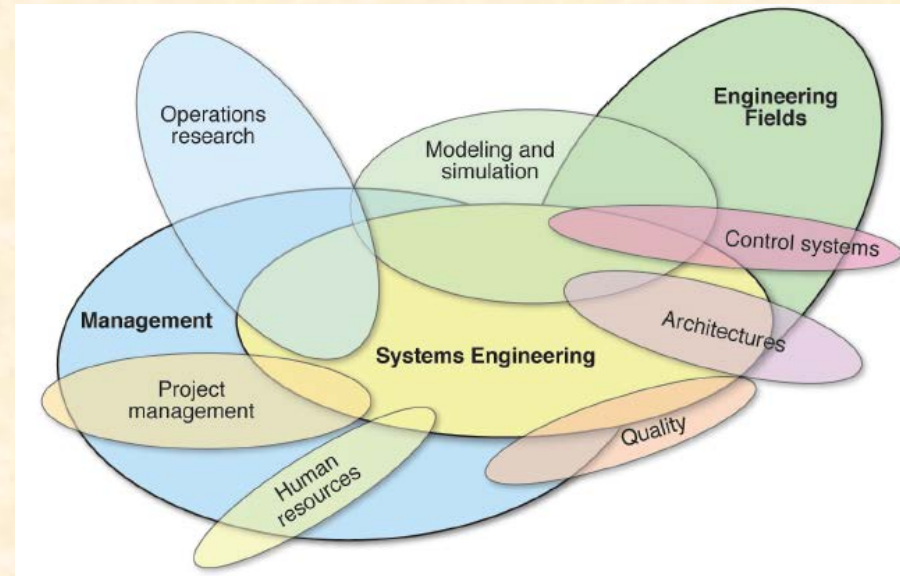 Operations
research
Engineering
Fields
Modeling and
simulation
Control systems
Management
Architectures
Systems Engineering
Project
management
Quality
Human
resources